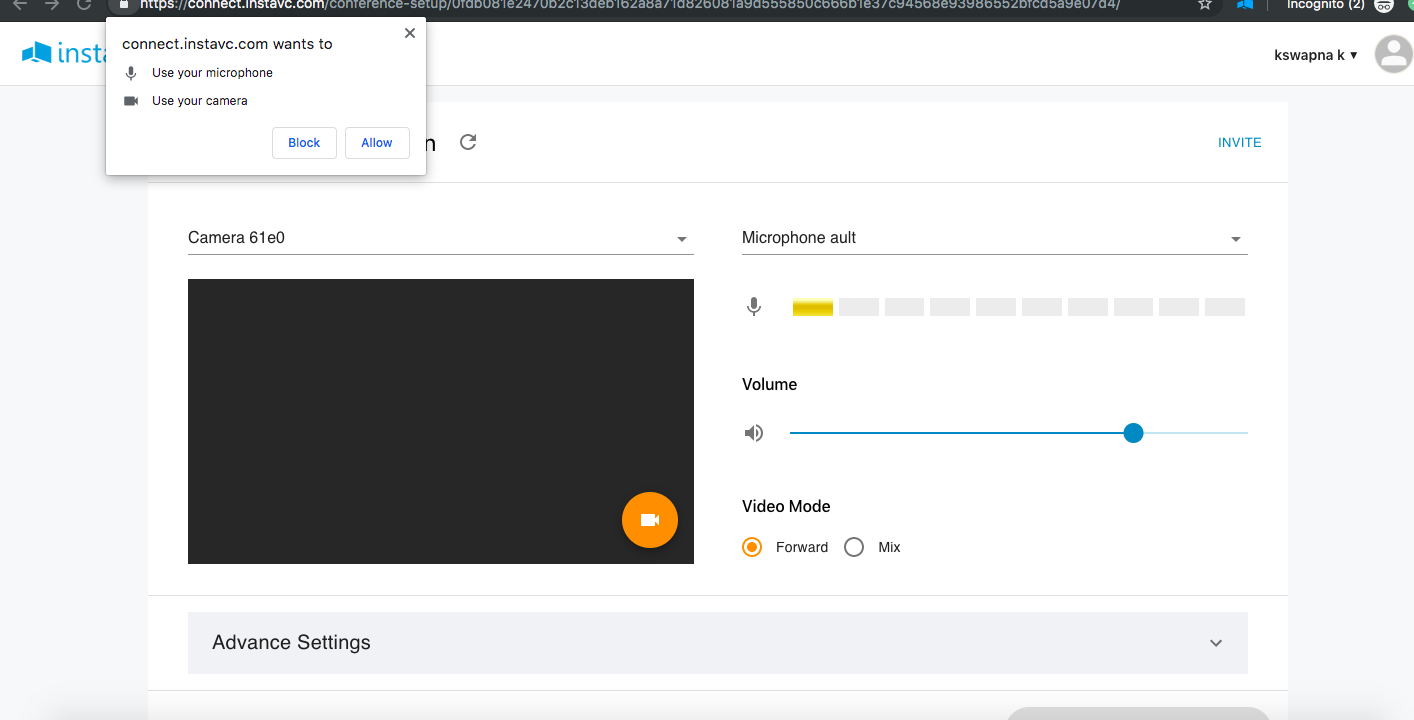 https://connect.instavc.com/conference-setup/0fdb081e2470b2c13deb162a8a71d826081a9d555850c666b1e37c94568e93986552bfcd5a9e07d4/
Incognito (2)
insta
kswapna k ▾
connect.instavc.com wants to
Use your microphone
Use your camera
Block
Allow
n
INVITE
Camera 61e0
Microphone ault
Volume
Video Mode
Forward
Mix
Advance Settings